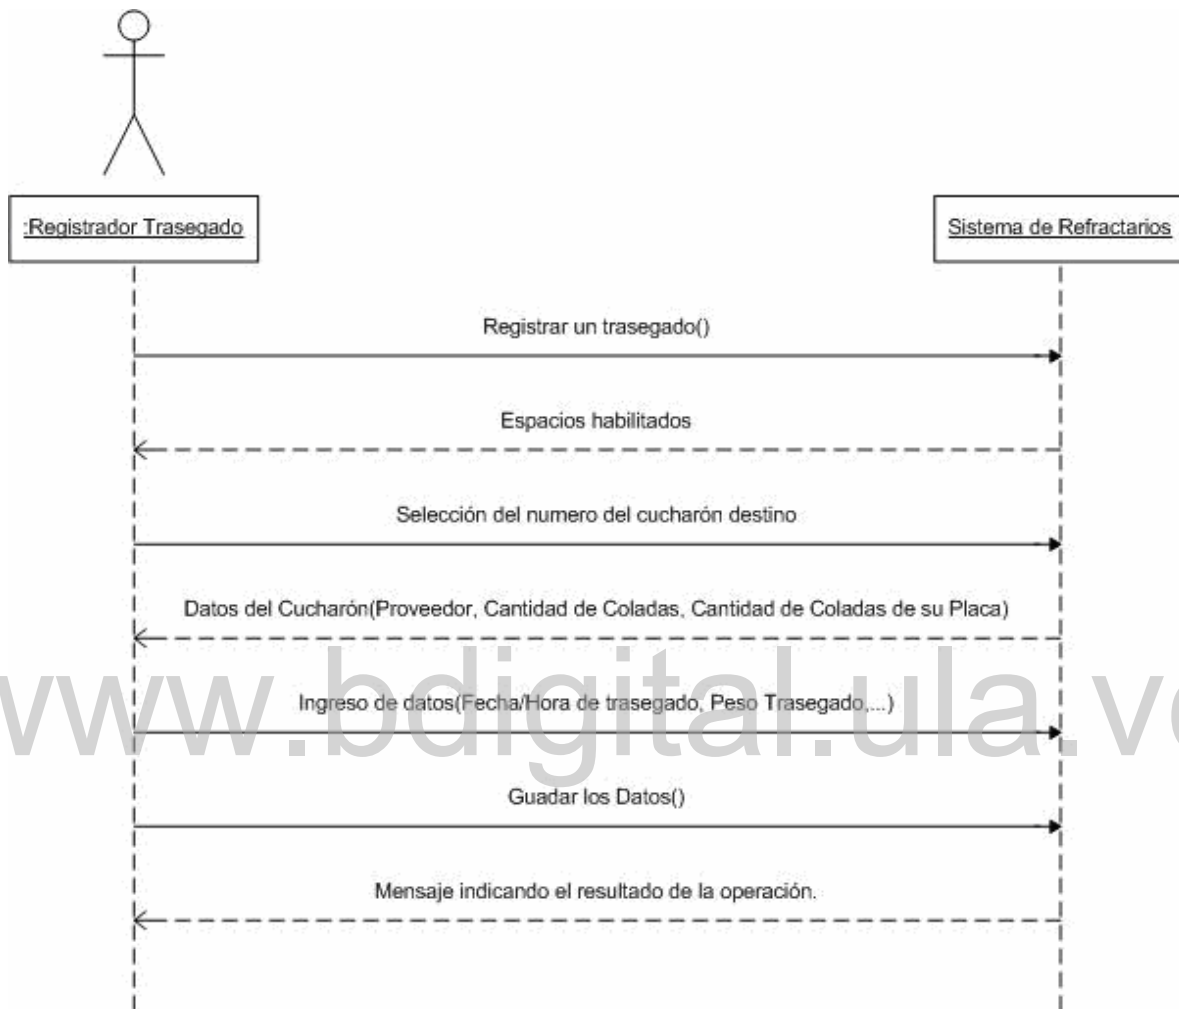 :Registrador Trasegado
Sistema de Refractarios
Registrar un trasegado()
Espacios habilitados
Selección del numero del cucharón destino
Datos del Cucharón(Proveedor, Cantidad de Coladas, Cantidad de Coladas de su Placa)
Ingreso de datos(Fecha/Hora de trasegado, Peso Trasegado,...)
www.bdigital.ula.ve
Guadar los Datos()
Mensaje indicando el resultado de la operación.